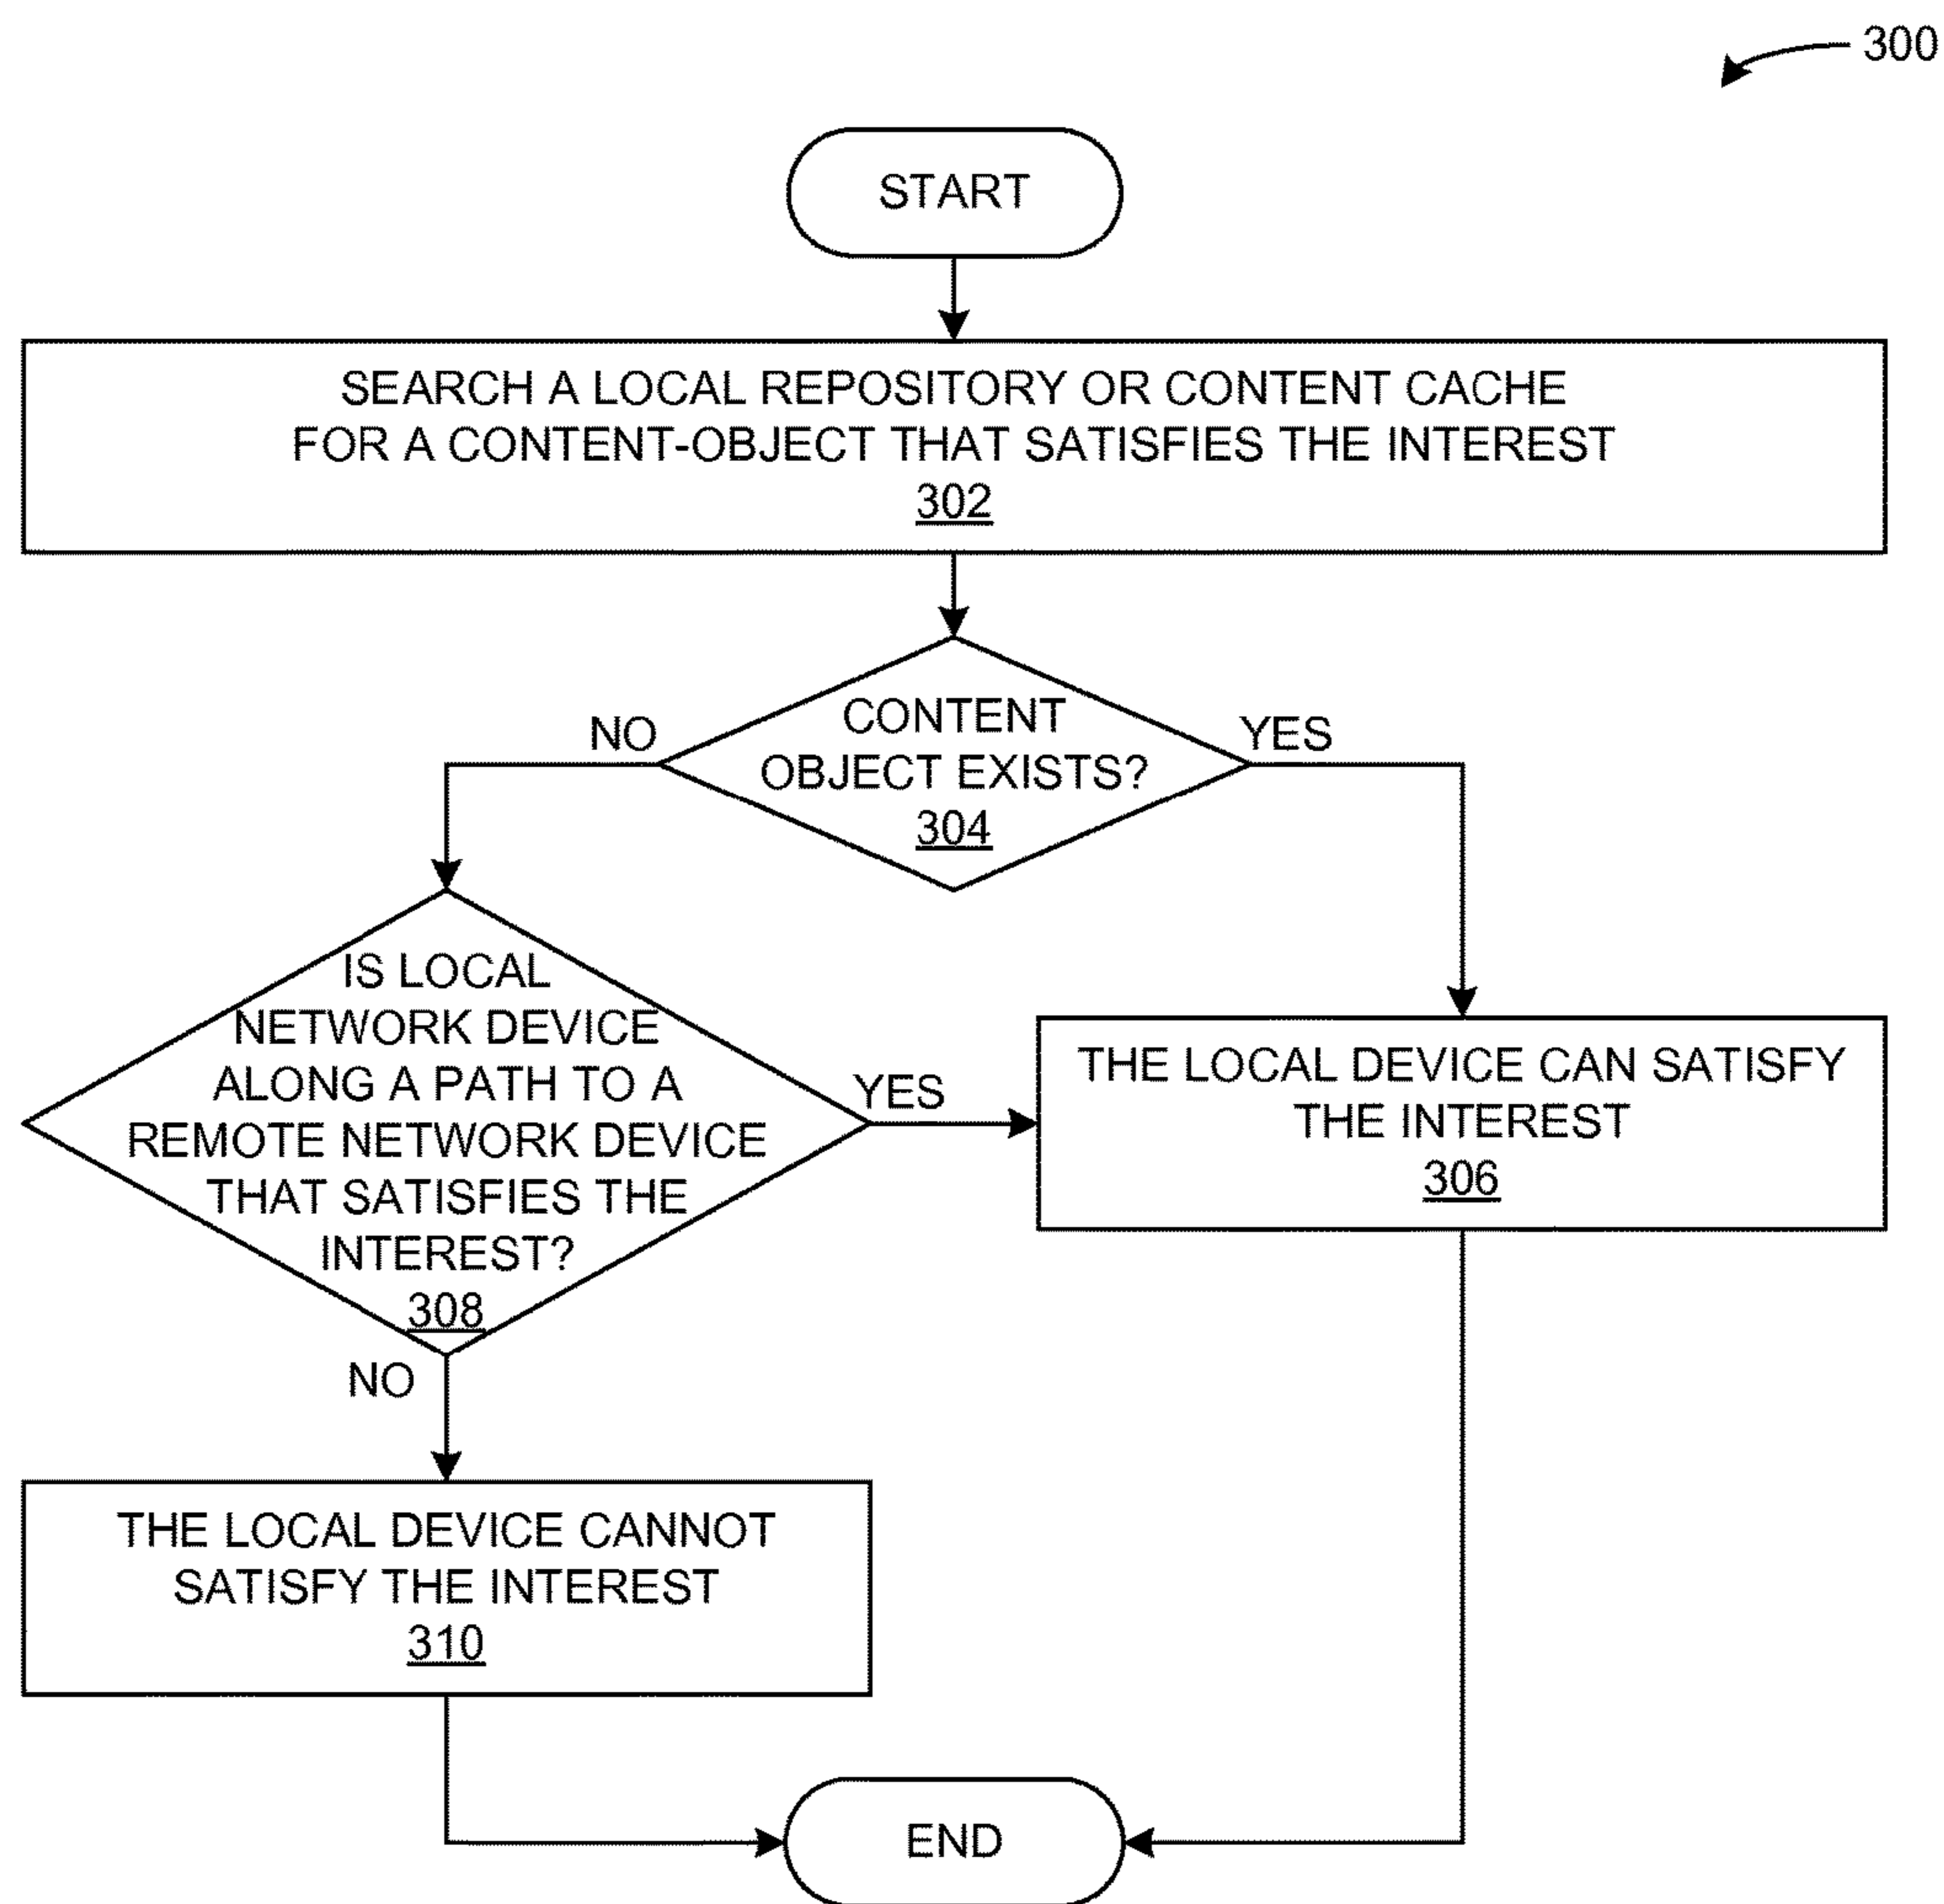 300
START
SEARCH A LOCAL REPOSITORY OR CONTENT CACHE
FOR A CONTENT-OBJECT THAT SATISFIES THE INTEREST
302
CONTENT
OBJECT EXISTS?
304
NO
YES
IS LOCAL
NETWORK DEVICE
ALONG A PATH TO A
REMOTE NETWORK DEVICE
THAT SATISFIES THE
INTEREST?
308
YES
NO
THE LOCAL DEVICE CAN SATISFY
THE INTEREST
306
THE LOCAL DEVICE CANNOT
SATISFY THE INTEREST
310
END